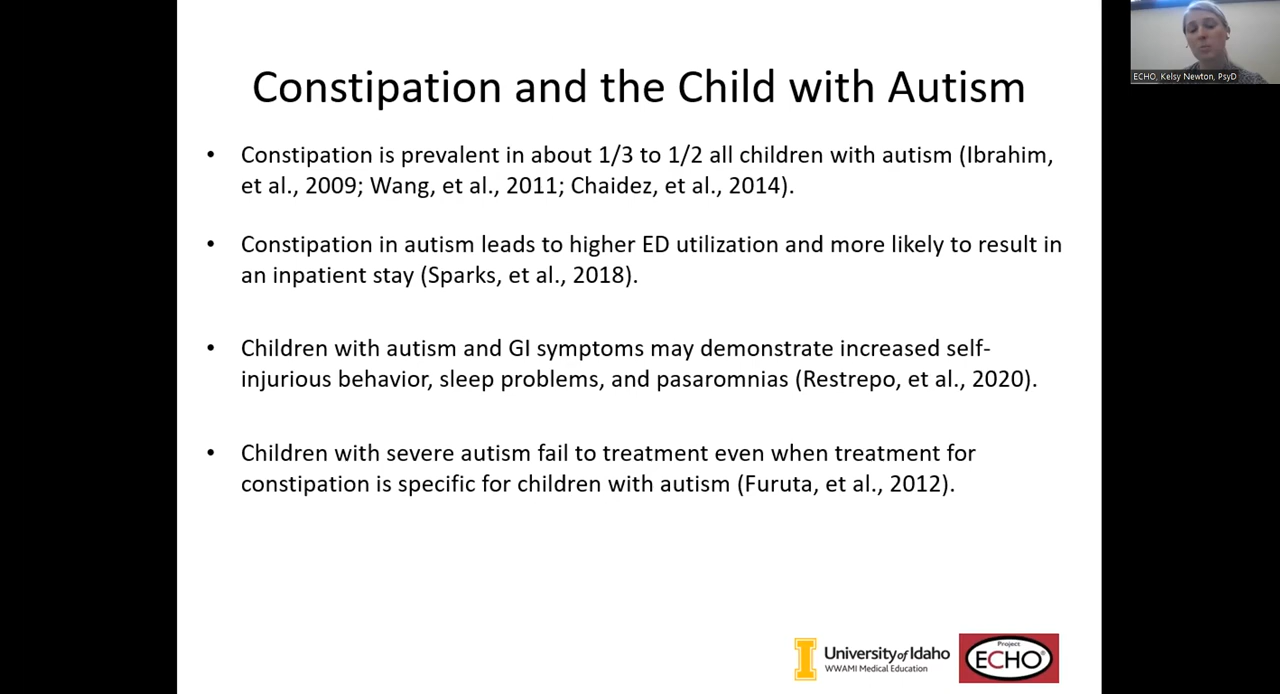 ECHO, Kelsy Newton, PsyD
Constipation and the Child with Autism
• Constipation is prevalent in about 1/3 to 1/2 all children with autism (Ibrahim,
et al., 2009; Wang, et al., 2011; Chaidez, et al., 2014).
• Constipation in autism leads to higher ED utilization and more likely to result in
an inpatient stay (Sparks, et al., 2018).
• Children with autism and GI symptoms may demonstrate increased self-
injurious behavior, sleep problems, and pasaromnias (Restrepo, et al., 2020).
• Children with severe autism fail to treatment even when treatment for
constipation is specific for children with autism (Furuta, et al., 2012).
University of Idaho
WWAMI Medical Education
Project
ECHO®